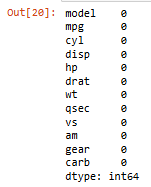 Out[20]: model    0
mpg      0
cyl      0
disp     0
hp       0
drat     0
wt       0
qsec     0
vs       0
am       0
gear     0
carb     0
dtype: int64